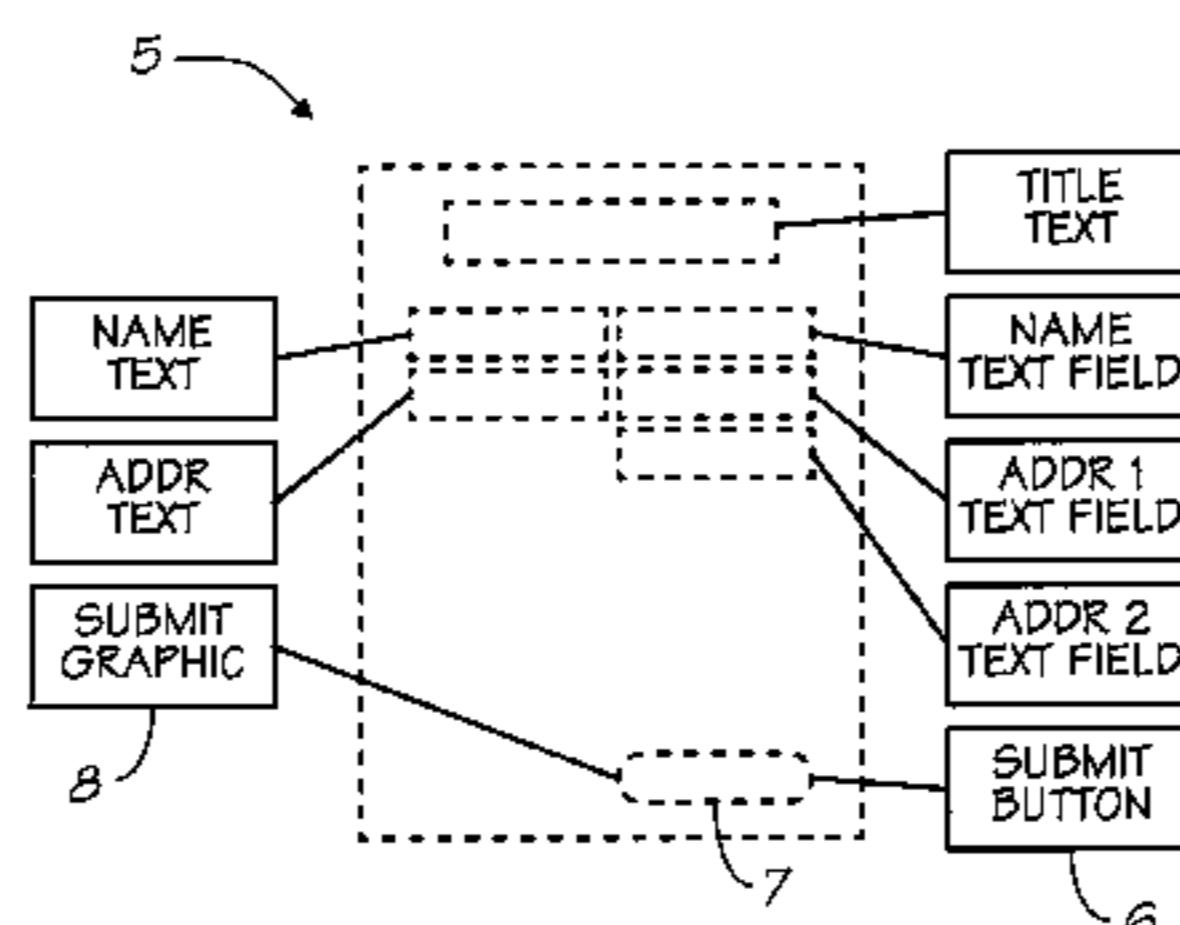 5
TITLE
TEXT
NAME
TEXT
NAME
TEXT FIELD
ADDR
TEXT
ADDR 1
TEXT FIELD
SUBMIT
GRAPHIC
ADDR 2
TEXT FIELD
8
SUBMIT
BUTTON
7
6